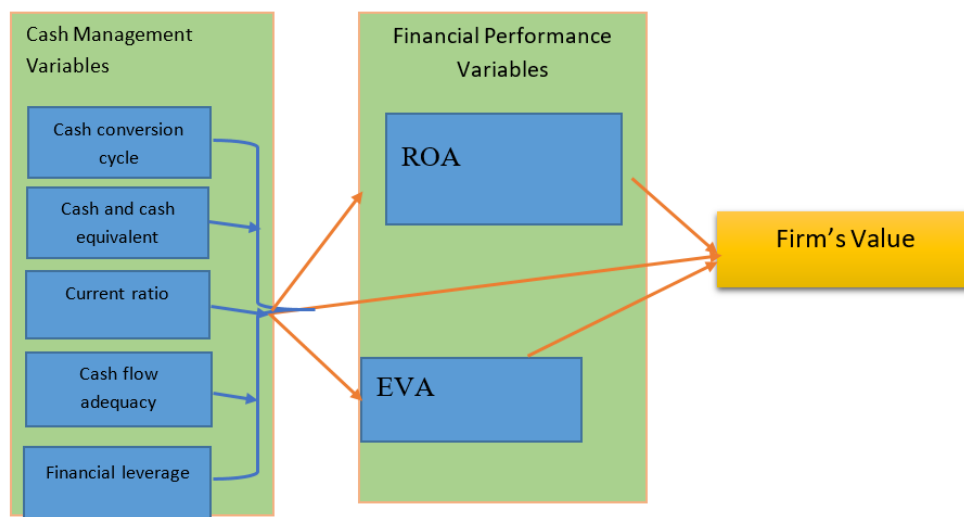 Cash Management
Variables
Cash conversion
cycle
Cash and cash
equivalent
Current ratio
Cash flow
adequacy
Financial leverage
Financial Performance
Variables
ROA
EVA
Firm’s Value